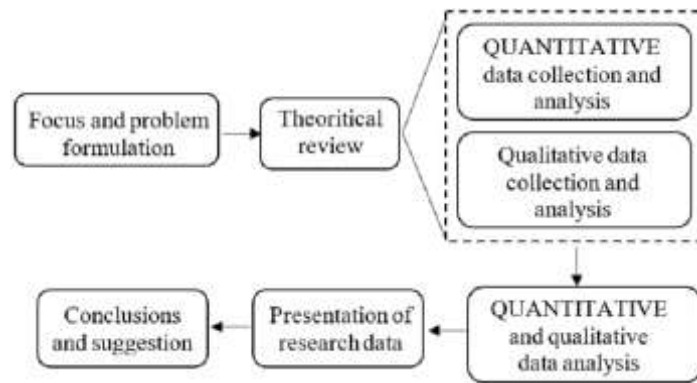 Focus and problem
formulation
Theoritical
review
QUANTITATIVE
data collection and
analysis
Qualitative data
collection and
analysis
QUANTITATIVE
and qualitative
data analysis
Presentation of
research data
Conclusions
and suggestion